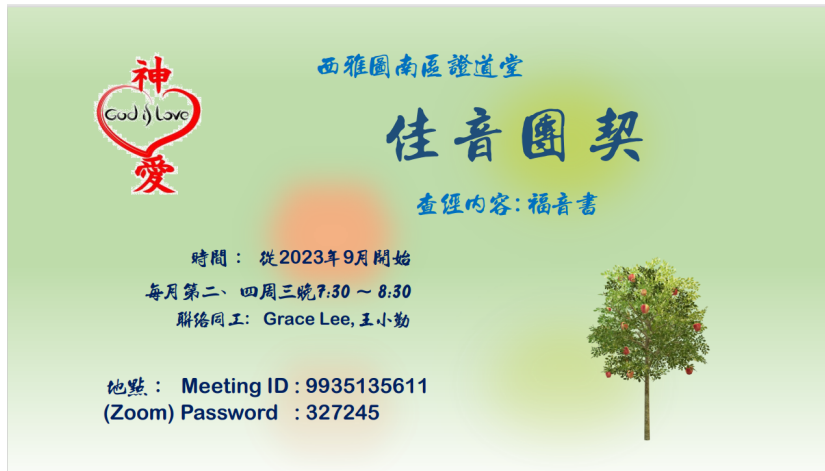 神
God is Love
愛
西雅圖南區證道堂
佳音團契
查經内容: 福音書
時間： 從2023年9月開始
每月第二、四周三晚7:30 ~ 8:30
聯絡同工: Grace Lee, 王小勤
地點： Meeting ID : 9935135611
(Zoom) Password : 327245